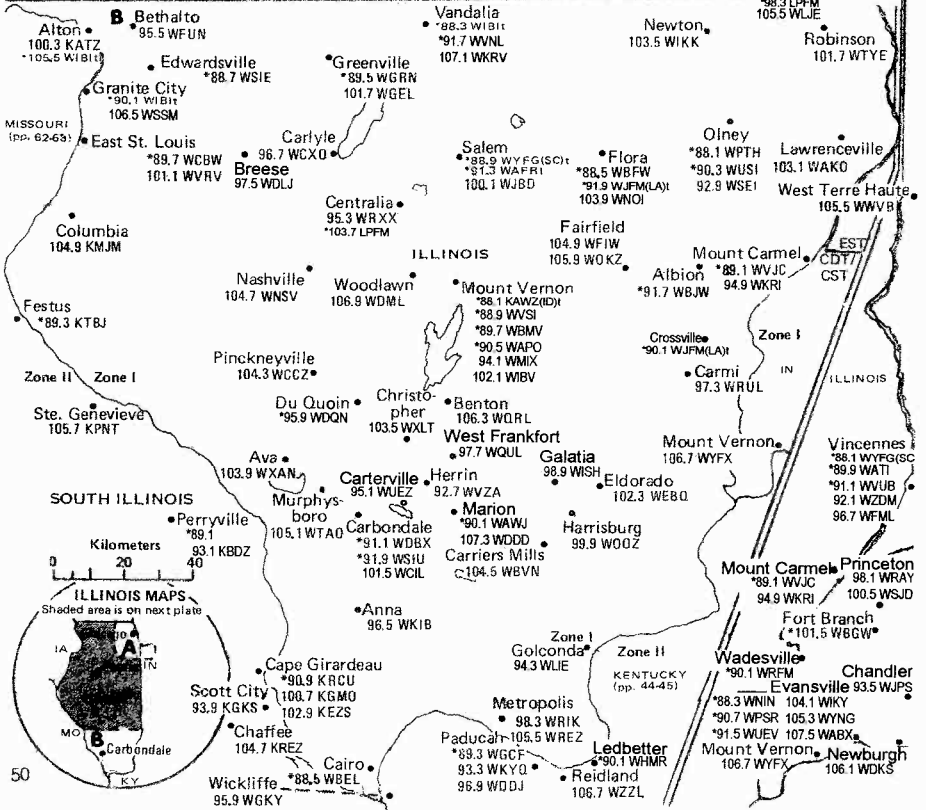 *98.3 LPFM
105.5 WLJE
B
Bethalto
95.5 WFUN
Alton
100.3 KATZ
*105.5 WIBIt
Vandalia
*88.3 WIBIt
*91.7 WVNL
107.1 WKRV
Newton
103.5 WIKK
Robinson
101.7 WTYE
Edwardsville
*88.7 WSIE
Greenville
*89.5 WGRN
101.7 WGEL
Granite City
*90.1 WIBIt
106.5 WSSM
MISSOURI
(pp. 62-63)
East St. Louis
*89.7 WCBW
101.1 WVRV
Carlyle
96.7 WCXO
Breese
97.5 WDLJ
Salem
*88.9 WYFG(SC)t
*91.3 WAFRt
100.1 WJBD
Flora
*88.5 WBFW
*91.9 WJFM(LA)t
103.9 WNOI
Olney
*88.1 WPTH
*90.3 WUSI
92.9 WSEI
Lawrenceville
103.1 WAKO
West Terre Haute
105.5 WWVB
Centralia
95.3 WRXX
*103.7 LPFM
Columbia
104.9 KMJM
Fairfield
104.9 WFIW
105.9 WOKZ
ILLINOIS
Nashville
104.7 WNSV
Woodlawn
106.9 WDML
Mount Vernon
*88.1 KAWZ(ID)t
*88.9 WVSI
*89.7 WBMV
*90.5 WAPO
94.1 WMIX
102.1 WIBV
Albion
*91.7 WBJW
Mount Carmel
*89.1 WVJC
94.9 WKRI
EST
CDT/
CST
Festus
*89.3 KTBJ
Crossville
*90.1 WJFM(LA)t
Zone I
IN
ILLINOIS
Pinckneyville
104.3 WCCZ
Carmi
97.3 WRUL
Zone II
Zone I
Ste. Genevieve
105.7 KPNT
Du Quoin
*95.9 WDQN
Christo-
pher
103.5 WXLT
Benton
106.3 WQRL
West Frankfort
97.7 WQUL
Mount Vernon
106.7 WYFX
Vincennes
*88.1 WYFG(SC
*89.9 WATI
*91.1 WVUB
92.1 WZDM
96.7 WFML
Ava
103.9 WXAN
Carterville
95.1 WUEZ
Herrin
92.7 WVZA
Galatia
98.9 WISH
Eldorado
102.3 WEBQ
SOUTH ILLINOIS
Murphys-
boro
105.1 WTAO
Perryville
*89.1
93.1 KBDZ
Carbondale
*91.1 WDBX
*91.9 WSIU
101.5 WCIL
Marion
*90.1 WAWJ
107.3 WDDD
Harrisburg
99.9 WOOZ
Carriers Mills
104.5 WBVN
Kilometers
0 20 40
ILLINOIS MAPS
Shaded area is on next plate
IA
A
IN
MO
B
Carbondale
KY
Mount Carmel
*89.1 WVJC
94.9 WKRI
Princeton
98.1 WRAY
100.5 WSJD
Anna
96.5 WKIB
Fort Branch
*101.5 WBGW
Zone I
Golconda
94.3 WLIE
Zone II
KENTUCKY
(pp. 44-45)
Wadesville
*90.1 WRFM
Chandler
93.5 WJPS
Cape Girardeau
*90.9 KRCU
100.7 KGMO
102.9 KEZS
Scott City
93.9 KGKS
Evansville
*88.3 WNIN 104.1 WIKY
*90.7 WPSR 105.3 WYNG
*91.5 WUEV 107.5 WABX
Chaffee
104.7 KREZ
Metropolis
98.3 WRIK
105.5 WREZ
Paducah
*89.3 WGCF
93.3 WKYQ
96.9 WDDJ
Ledbetter
*90.1 WHMR
Reidland
106.7 WZZL
Mount Vernon
106.7 WYFX
Newburgh
106.1 WDKS
Cairo
*88.5 WBEL
Wickliffe
95.9 WGKY
50